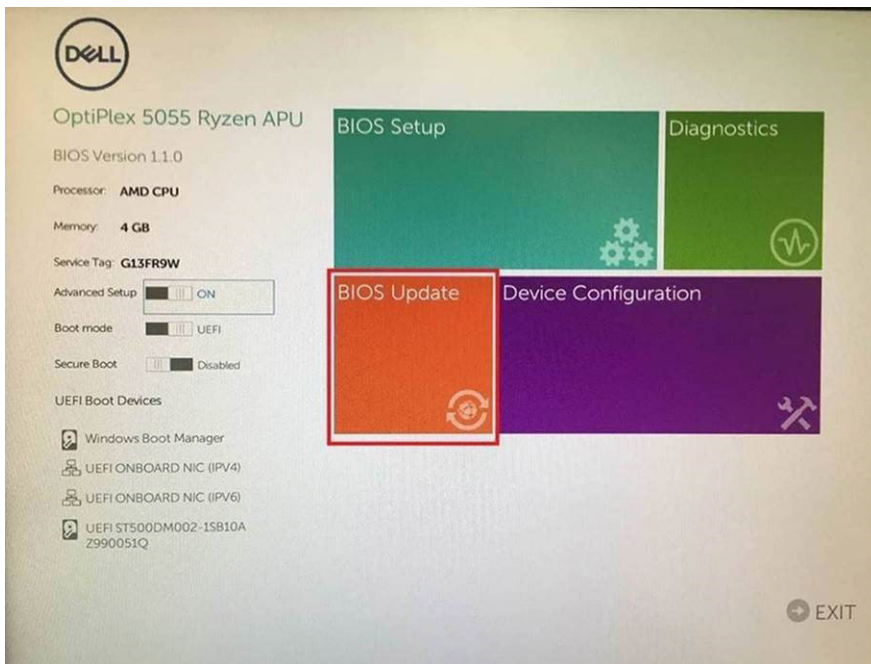 DELL
OptiPlex 5055 Ryzen APU
BIOS Version 1.1.0
Processor: AMD CPU
Memory: 4 GB
Service Tag: G13FR9W
Advanced Setup ON
Boot mode UEFI
Secure Boot Disabled
UEFI Boot Devices
Windows Boot Manager
UEFI ONBOARD NIC (IPV4)
UEFI ONBOARD NIC (IPV6)
UEFI ST500DM002-1SB10A
Z990051Q
BIOS Setup
Diagnostics
BIOS Update
Device Configuration
EXIT